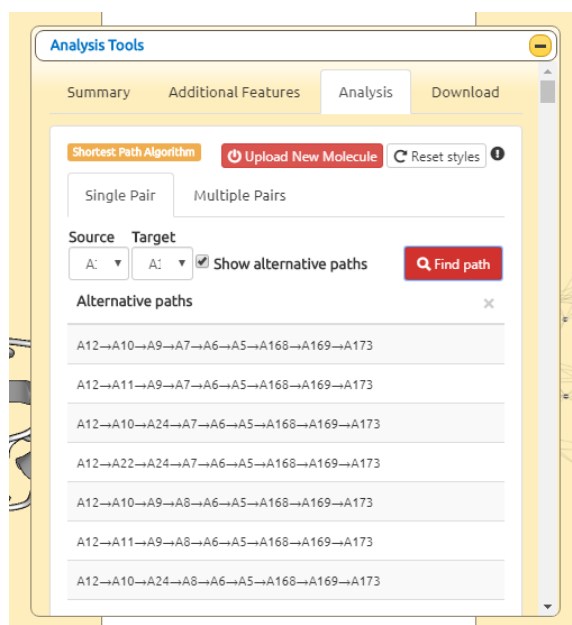 Analysis Tools
Summary Additional Features Analysis Download
Shortest Path Algorithm Upload New Molecule Reset styles
Single Pair Multiple Pairs
Source Target
Show alternative paths Find path
Alternative paths
A12→A10→A9→A7→A6→A5→A168→A169→A173
A12→A11→A9→A7→A6→A5→A168→A169→A173
A12→A10→A24→A7→A6→A5→A168→A169→A173
A12→A22→A24→A7→A6→A5→A168→A169→A173
A12→A10→A9→A8→A6→A5→A168→A169→A173
A12→A11→A9→A8→A6→A5→A168→A169→A173
A12→A10→A24→A8→A6→A5→A168→A169→A173